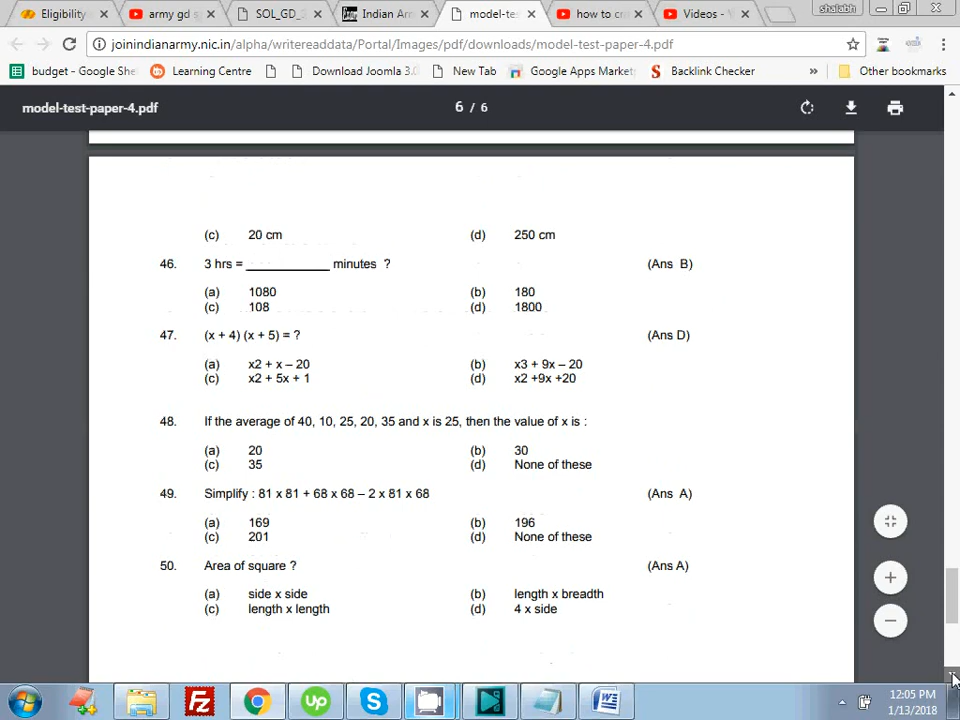 Eligibility
army gd s
SOL_GD_
Indian Arm
model-tes
how to cr
Videos - Y
shalabh
joinindianarmy.nic.in/alpha/writereaddata/Portal/Images/pdf/downloads/model-test-paper-4.pdf
budget - Google She
Learning Centre
Download Joomla 3.0
New Tab
Google Apps Market
Backlink Checker
»
Other bookmarks
model-test-paper-4.pdf
6 / 6
(c) 20 cm (d) 250 cm
46. 3 hrs = ____________ minutes ? (Ans B)
(a) 1080 (b) 180
(c) 108 (d) 1800
47. (x + 4) (x + 5) = ? (Ans D)
(a) x2 + x – 20 (b) x3 + 9x – 20
(c) x2 + 5x + 1 (d) x2 +9x +20
48. If the average of 40, 10, 25, 20, 35 and x is 25, then the value of x is :
(a) 20 (b) 30
(c) 35 (d) None of these
49. Simplify : 81 x 81 + 68 x 68 – 2 x 81 x 68 (Ans A)
(a) 169 (b) 196
(c) 201 (d) None of these
50. Area of square ? (Ans A)
(a) side x side (b) length x breadth
(c) length x length (d) 4 x side
12:05 PM
1/13/2018